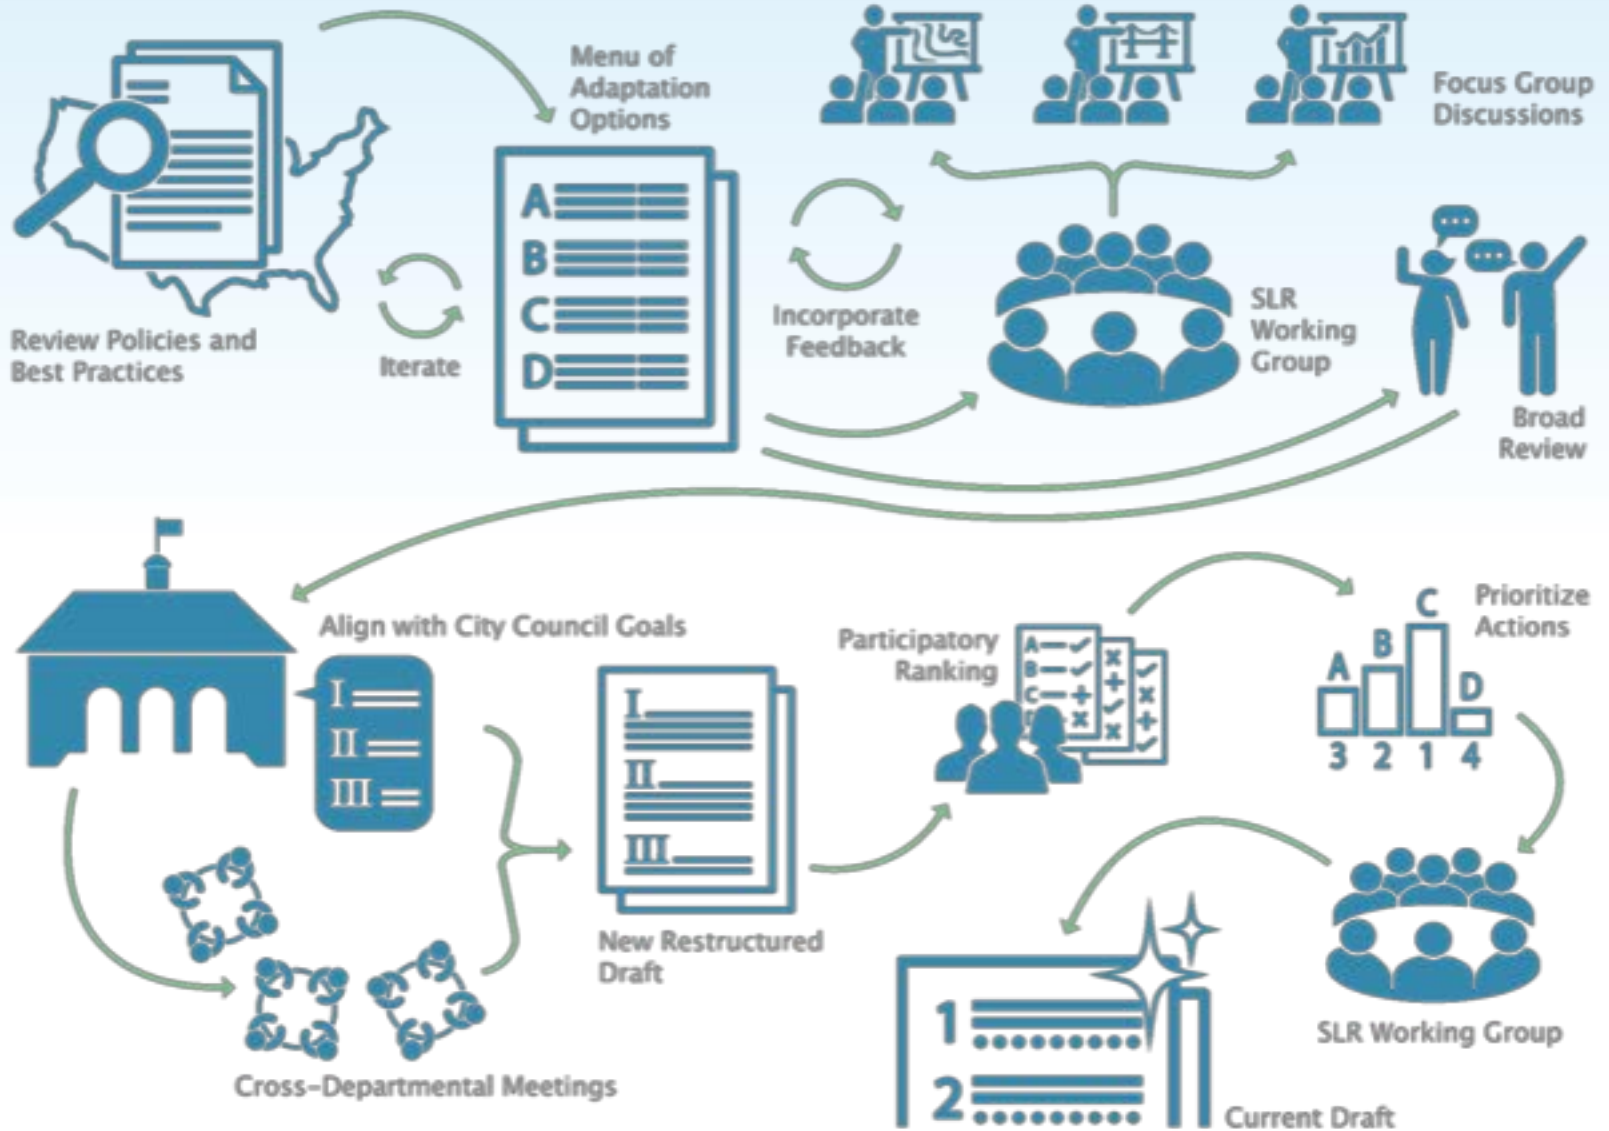 Menu of
Adaptation
Options
Focus Group
Discussions
A
B
C
D
Review Policies and
Best Practices
Iterate
Incorporate
Feedback
SLR
Working
Group
Broad
Review
Align with City Council Goals
I
II
III
I
II
III
New Restructured
Draft
Cross-Departmental Meetings
Participatory
Ranking
A
B
C
D
Prioritize
Actions
A B C D
3 2 1 4
SLR Working Group
1
2
Current Draft